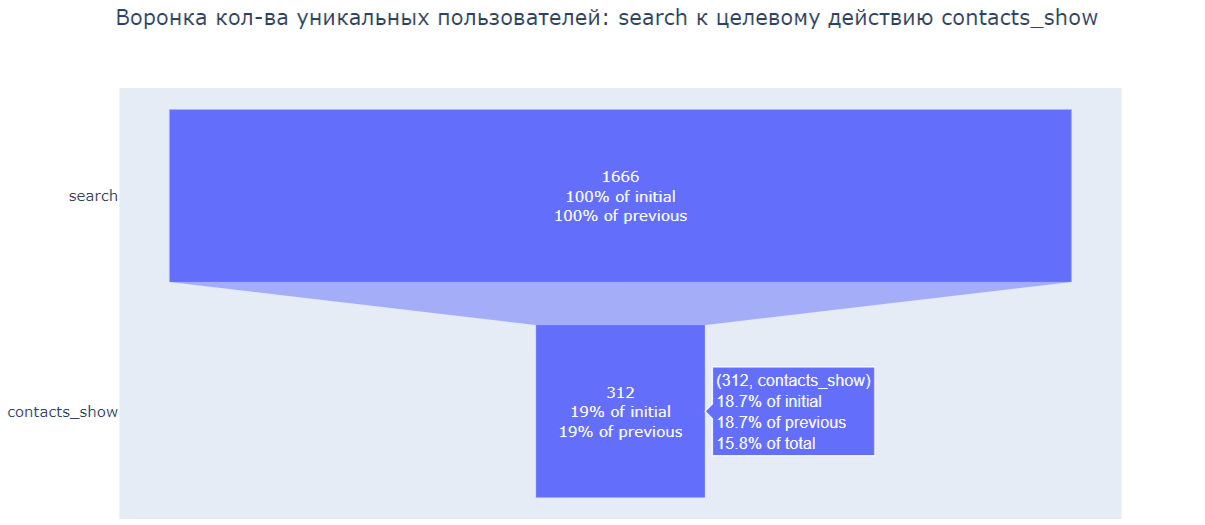 Воронка кол-ва уникальных пользователей: search к целевому действию contacts_show
search
1666
100% of initial
100% of previous
contacts_show
312
19% of initial
19% of previous
(312, contacts_show)
18.7% of initial
18.7% of previous
15.8% of total